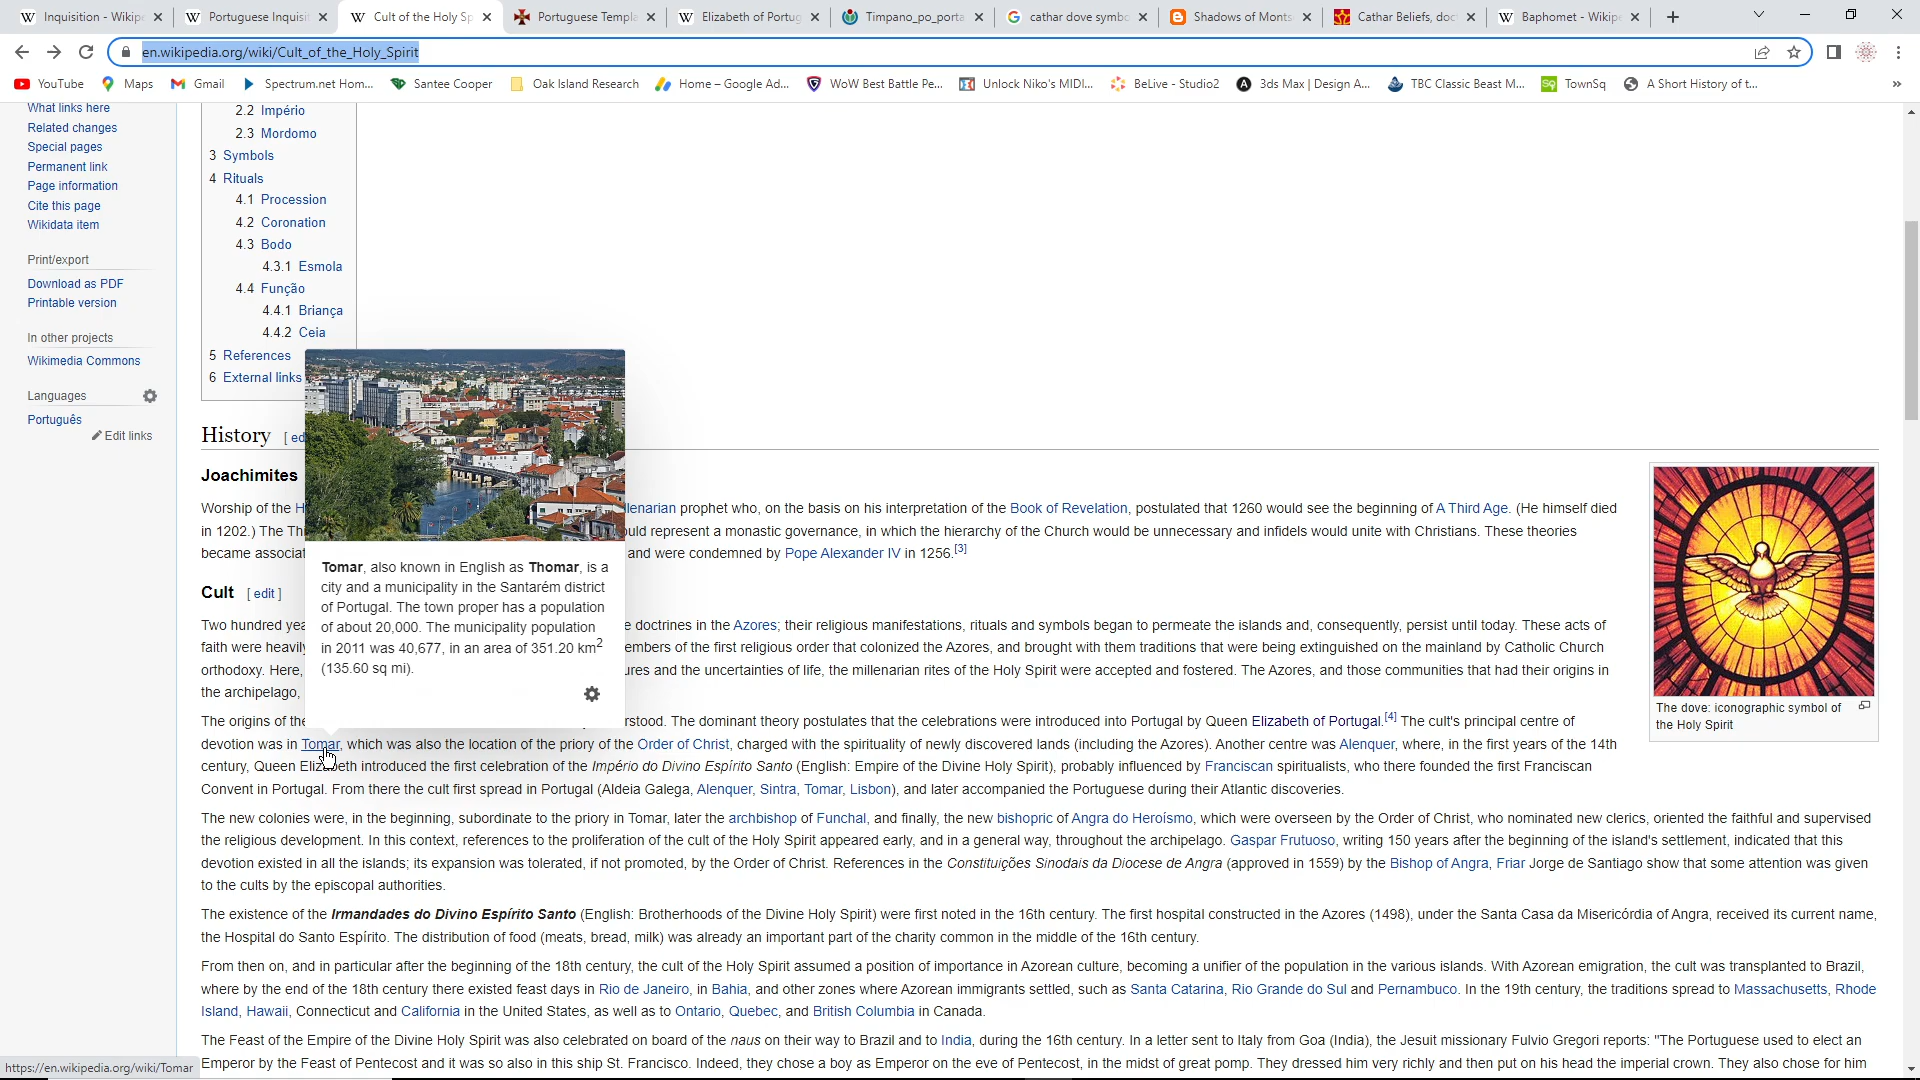 Inquisition - Wikip
Portuguese Inquisit
Cult of the Holy Sp
Portuguese Templa
Elizabeth of Portug
Timpano_po_porta
cathar dove symbo
Shadows of Monts
Cathar Beliefs, doc
Baphomet - Wikipe
en.wikipedia.org/wiki/Cult_of_the_Holy_Spirit
YouTube
Maps
Gmail
Spectrum.net Hom...
Santee Cooper
Oak Island Research
Home – Google Ad...
WoW Best Battle Pe...
Unlock Niko's MIDI...
BeLive - Studio2
3ds Max | Design A...
TBC Classic Beast M...
TownSq
A Short History of t...
»
What links here
Related changes
Special pages
Permanent link
Page information
Cite this page
Wikidata item
Print/export
Download as PDF
Printable version
In other projects
Wikimedia Commons
Languages
Português
Edit links
2.2 Império
2.3 Mordomo
3 Symbols
4 Rituals
4.1 Procession
4.2 Coronation
4.3 Bodo
4.3.1 Esmola
4.4 Função
4.4.1 Briança
4.4.2 Ceia
5 References
6 External links
History [ ed
Joachimites
Worship of the H
llenarian prophet who, on the basis on his interpretation of the Book of Revelation, postulated that 1260 would see the beginning of A Third Age. (He himself died
in 1202.) The Th
uld represent a monastic governance, in which the hierarchy of the Church would be unnecessary and infidels would unite with Christians. These theories
became associat
and were condemned by Pope Alexander IV in 1256.[3]
Tomar, also known in English as Thomar, is a
city and a municipality in the Santarém district
of Portugal. The town proper has a population
of about 20,000. The municipality population
in 2011 was 40,677, in an area of 351.20 km2
(135.60 sq mi).
Cult [ edit ]
Two hundred yea
e doctrines in the Azores; their religious manifestations, rituals and symbols began to permeate the islands and, consequently, persist until today. These acts of
faith were heavily
embers of the first religious order that colonized the Azores, and brought with them traditions that were being extinguished on the mainland by Catholic Church
orthodoxy. Here,
ures and the uncertainties of life, the millenarian rites of the Holy Spirit were accepted and fostered. The Azores, and those communities that had their origins in
the archipelago,
The dove: iconographic symbol of
the Holy Spirit
The origins of the
rstood. The dominant theory postulates that the celebrations were introduced into Portugal by Queen Elizabeth of Portugal.[4] The cult's principal centre of
devotion was in Tomar, which was also the location of the priory of the Order of Christ, charged with the spirituality of newly discovered lands (including the Azores). Another centre was Alenquer, where, in the first years of the 14th
century, Queen Elizabeth introduced the first celebration of the Império do Divino Espírito Santo (English: Empire of the Divine Holy Spirit), probably influenced by Franciscan spiritualists, who there founded the first Franciscan
Convent in Portugal. From there the cult first spread in Portugal (Aldeia Galega, Alenquer, Sintra, Tomar, Lisbon), and later accompanied the Portuguese during their Atlantic discoveries.
The new colonies were, in the beginning, subordinate to the priory in Tomar, later the archbishop of Funchal, and finally, the new bishopric of Angra do Heroísmo, which were overseen by the Order of Christ, who nominated new clerics, oriented the faithful and supervised
the religious development. In this context, references to the proliferation of the cult of the Holy Spirit appeared early, and in a general way, throughout the archipelago. Gaspar Frutuoso, writing 150 years after the beginning of the island's settlement, indicated that this
devotion existed in all the islands; its expansion was tolerated, if not promoted, by the Order of Christ. References in the Constituições Sinodais da Diocese de Angra (approved in 1559) by the Bishop of Angra, Friar Jorge de Santiago show that some attention was given
to the cults by the episcopal authorities.
The existence of the Irmandades do Divino Espírito Santo (English: Brotherhoods of the Divine Holy Spirit) were first noted in the 16th century. The first hospital constructed in the Azores (1498), under the Santa Casa da Misericórdia of Angra, received its current name,
the Hospital do Santo Espírito. The distribution of food (meats, bread, milk) was already an important part of the charity common in the middle of the 16th century.
From then on, and in particular after the beginning of the 18th century, the cult of the Holy Spirit assumed a position of importance in Azorean culture, becoming a unifier of the population in the various islands. With Azorean emigration, the cult was transplanted to Brazil,
where by the end of the 18th century there existed feast days in Rio de Janeiro, in Bahia, and other zones where Azorean immigrants settled, such as Santa Catarina, Rio Grande do Sul and Pernambuco. In the 19th century, the traditions spread to Massachusetts, Rhode
Island, Hawaii, Connecticut and California in the United States, as well as to Ontario, Quebec, and British Columbia in Canada.
The Feast of the Empire of the Divine Holy Spirit was also celebrated on board of the naus on their way to Brazil and to India, during the 16th century. In a letter sent to Italy from Goa (India), the Jesuit missionary Fulvio Gregori reports: "The Portuguese used to elect an
Emperor by the Feast of Pentecost and it was so also in this ship St. Francisco. Indeed, they chose a boy as Emperor on the eve of Pentecost, in the midst of great pomp. They dressed him very richly and then put on his head the imperial crown. They also chose for him
https://en.wikipedia.org/wiki/Tomar